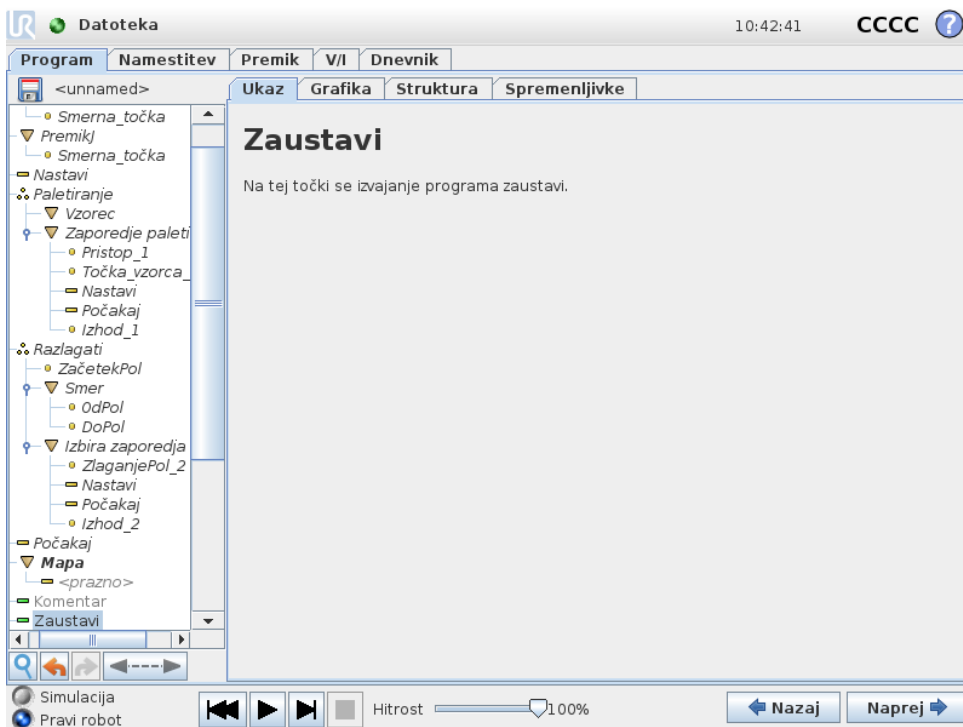 UR Datoteka 10:42:41 CCCC ?
Program Namestitev Premik V/I Dnevnik
<unnamed>
Ukaz Grafika Struktura Spremenljivke
Smerna_točka
PremikJ
Smerna_točka
Nastavi
Paletiranje
Vzorec
Zaporedje paleti
Pristop_1
Točka_vzorca_
Nastavi
Počakaj
Izhod_1
Razlagati
ZačetekPol
Smer
OdPol
DoPol
Izbira zaporedja
ZlaganjePol_2
Nastavi
Počakaj
Izhod_2
Počakaj
Mapa
<prazno>
Komentar
Zaustavi
Zaustavi
Na tej točki se izvajanje programa zaustavi.
Simulacija
Pravi robot
Hitrost 100%
Nazaj Naprej